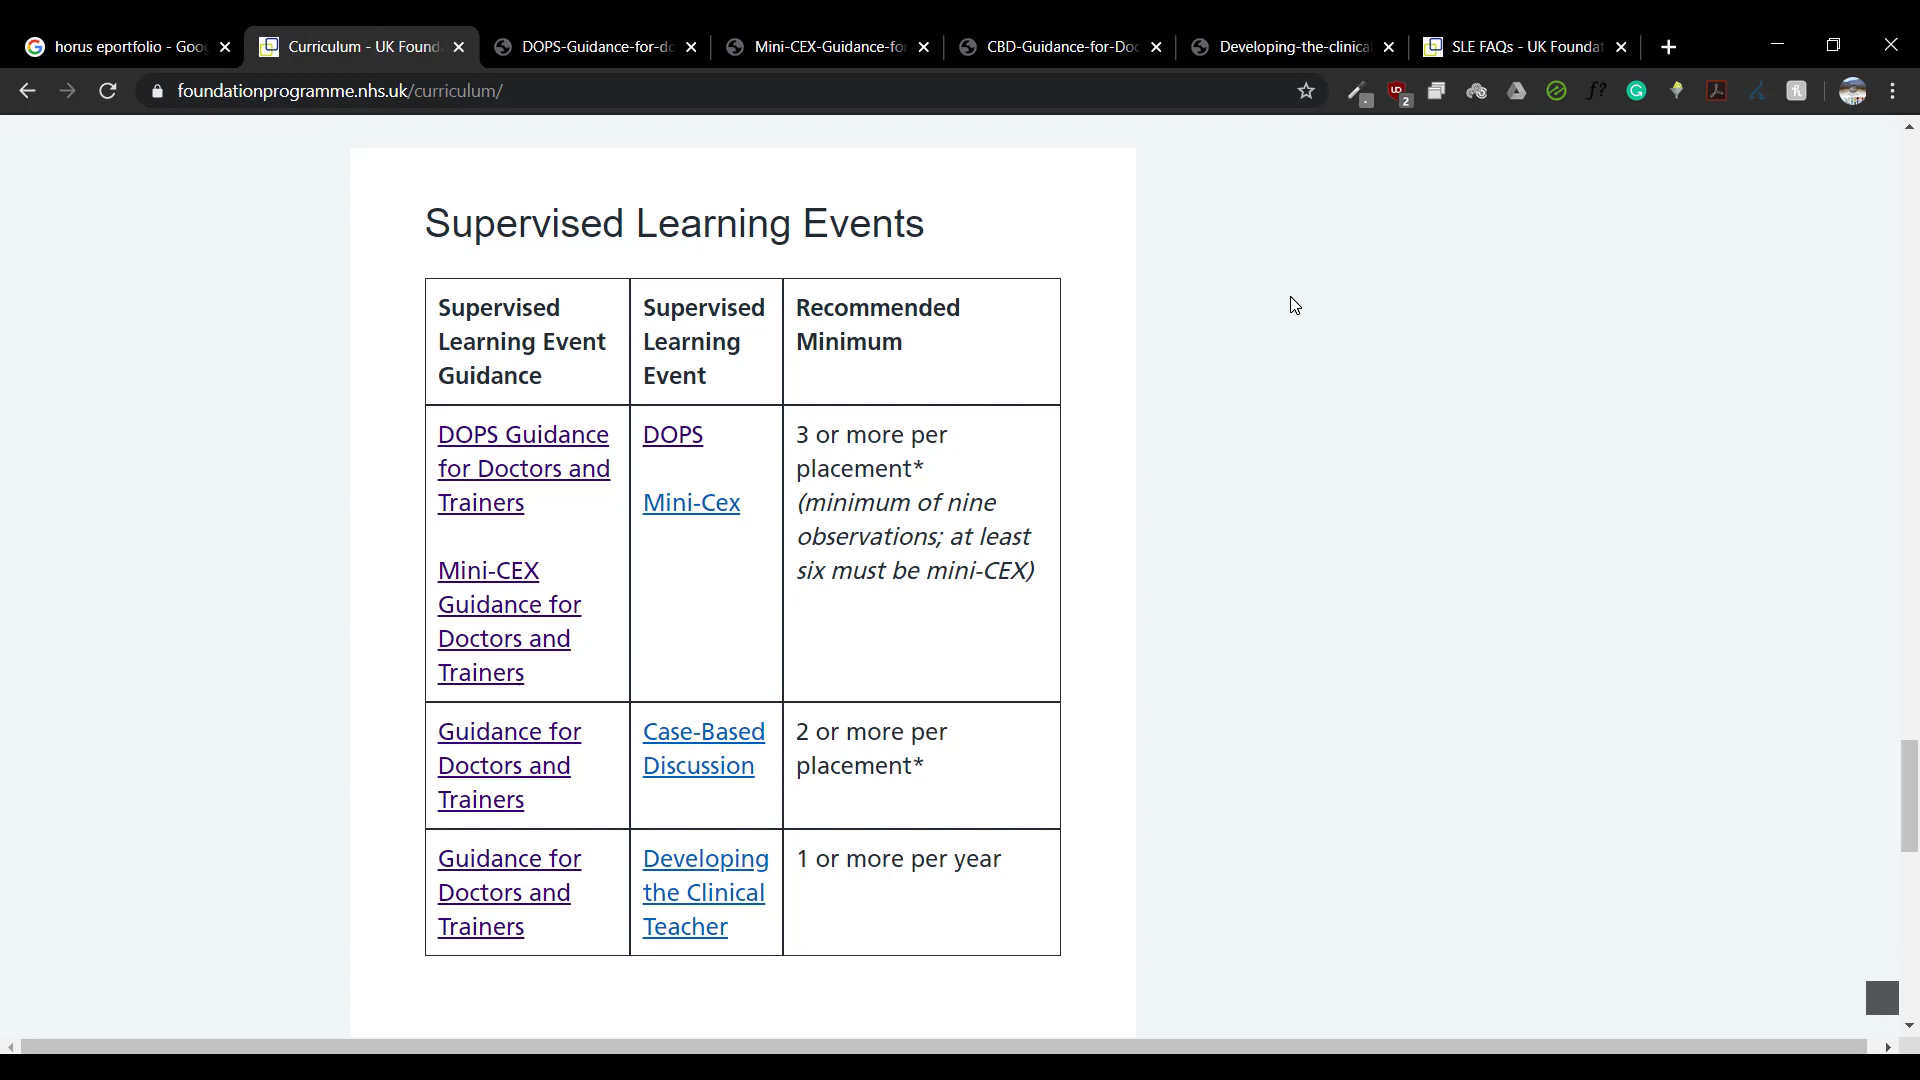 horus eportfolio - Goo
Curriculum - UK Found
DOPS-Guidance-for-do
Mini-CEX-Guidance-fo
CBD-Guidance-for-Do
Developing-the-clinica
SLE FAQs - UK Foundat
foundationprogramme.nhs.uk/curriculum/
2
f?
Supervised Learning Events
Supervised
Learning Event
Guidance
Supervised
Learning
Event
Recommended
Minimum
DOPS Guidance
for Doctors and
Trainers
Mini-CEX
Guidance for
Doctors and
Trainers
DOPS
Mini-Cex
3 or more per
placement*
(minimum of nine
observations; at least
six must be mini-CEX)
Guidance for
Doctors and
Trainers
Case-Based
Discussion
2 or more per
placement*
Guidance for
Doctors and
Trainers
Developing
the Clinical
Teacher
1 or more per year